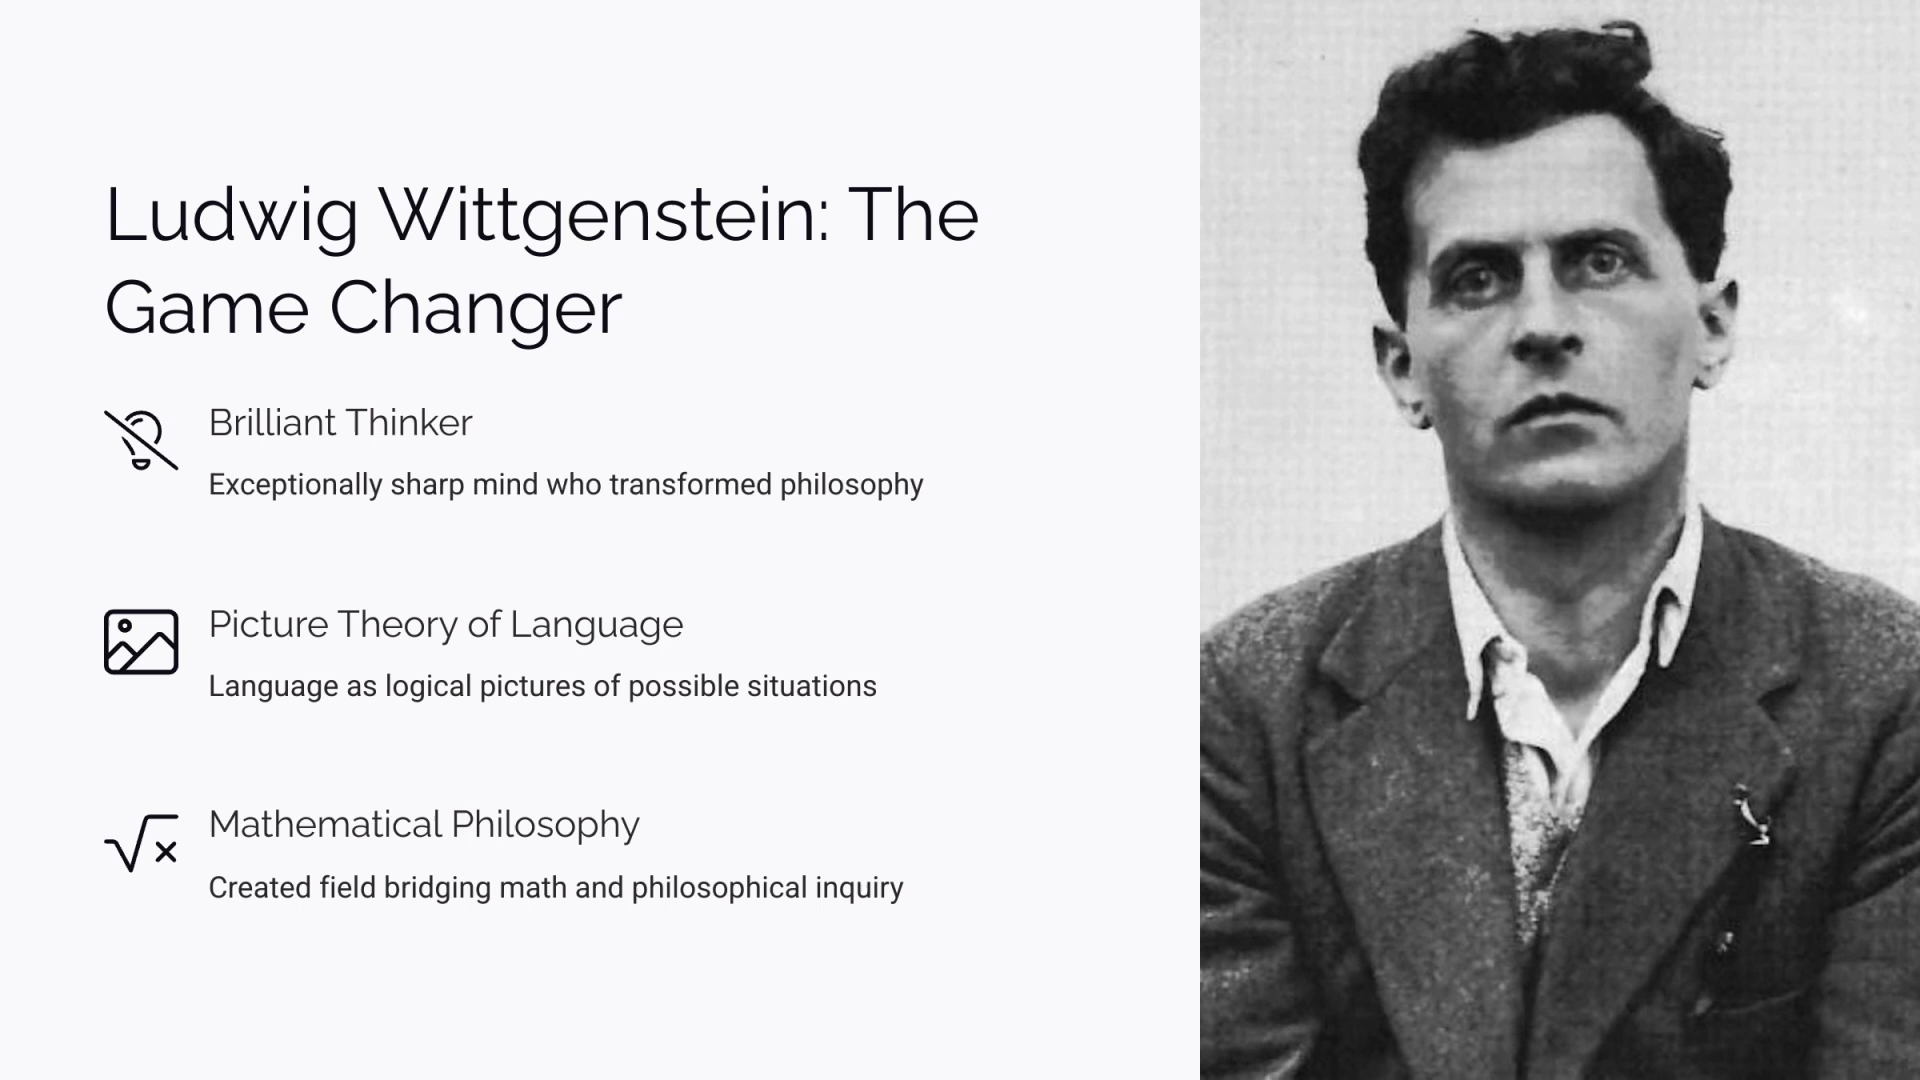 Ludwig Wittgenstein: The
Game Changer
Brilliant Thinker
Exceptionally sharp mind who transformed philosophy
Picture Theory of Language
Language as logical pictures of possible situations
Mathematical Philosophy
Created field bridging math and philosophical inquiry